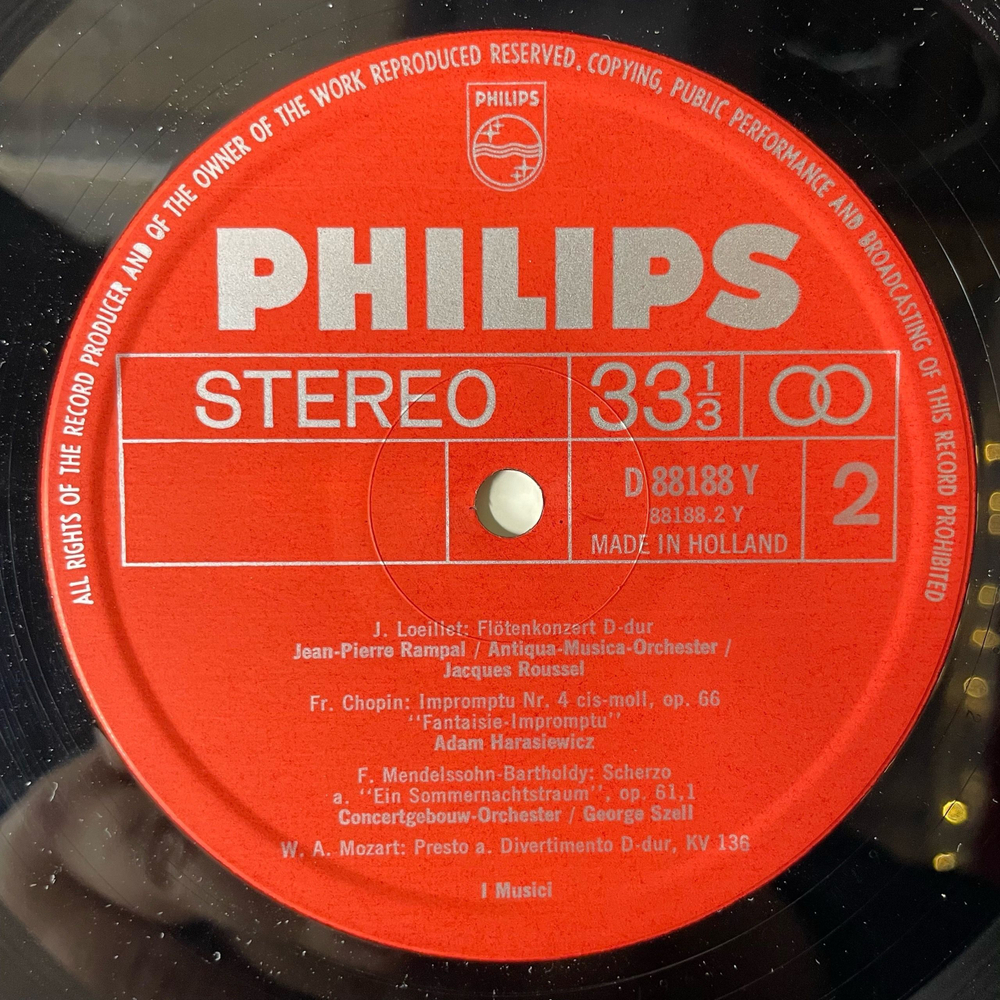 ALL RIGHTS OF THE RECORD PRODUCER AND OF THE OWNER OF THE WORK REPRODUCED RESERVED. COPYING, PUBLIC PERFORMANCE AND BROADCASTING OF THIS RECORD PROHIBITED
PHILIPS
PHILIPS
STEREO 33 1/3
D 88188 Y
88188.2 Y
MADE IN HOLLAND
2
J. Loeillet: Flötenkonzert D-dur
Jean-Pierre Rampal / Antiqua-Musica-Orchester /
Jacques Roussel
Fr. Chopin: Impromptu Nr. 4 cis-moll, op. 66
"Fantaisie-Impromptu"
Adam Harasiewicz
F. Mendelssohn-Bartholdy: Scherzo
a. "Ein Sommernachtstraum", op. 61,1
Concertgebouw-Orchester / George Szell
W. A. Mozart: Presto a. Divertimento D-dur, KV 136
I Musici